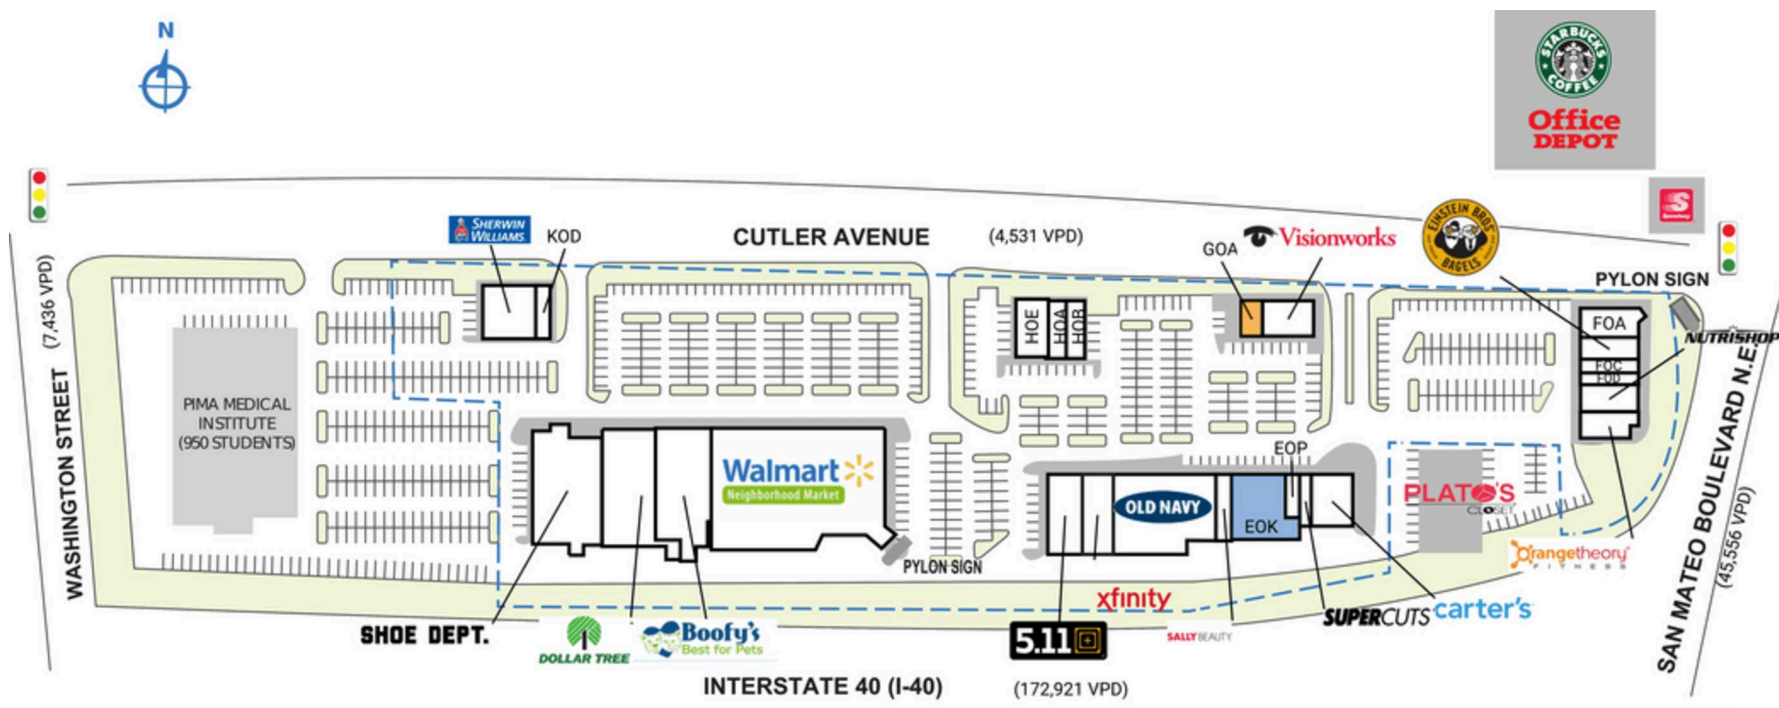 N
STARBUCKS
COFFEE
Office
DEPOT
S
Speedway
SHERWIN
WILLIAMS.
KOD
CUTLER AVENUE
(4,531 VPD)
GOA
Visionworks
EINSTEIN BROS
BAGELS
PYLON SIGN
WASHINGTON STREET
(7,436 VPD)
HOE
HOA
HOB
FOA
FOC
FOD
NUTRISHOP
PIMA MEDICAL
INSTITUTE
(950 STUDENTS)
Walmart
Neighborhood Market
PYLON SIGN
OLD NAVY
EOP
EOK
PLATO'S
CLOSET
SAN MATEO BOULEVARD N.E.
(45,556 VPD)
Orangetheory
FITNESS
xfinity
SHOE DEPT.
DOLLAR TREE
Boofy's
Best for Pets
5.11
SALLY BEAUTY
SUPERCUTS
carter's
INTERSTATE 40 (I-40)
(172,921 VPD)